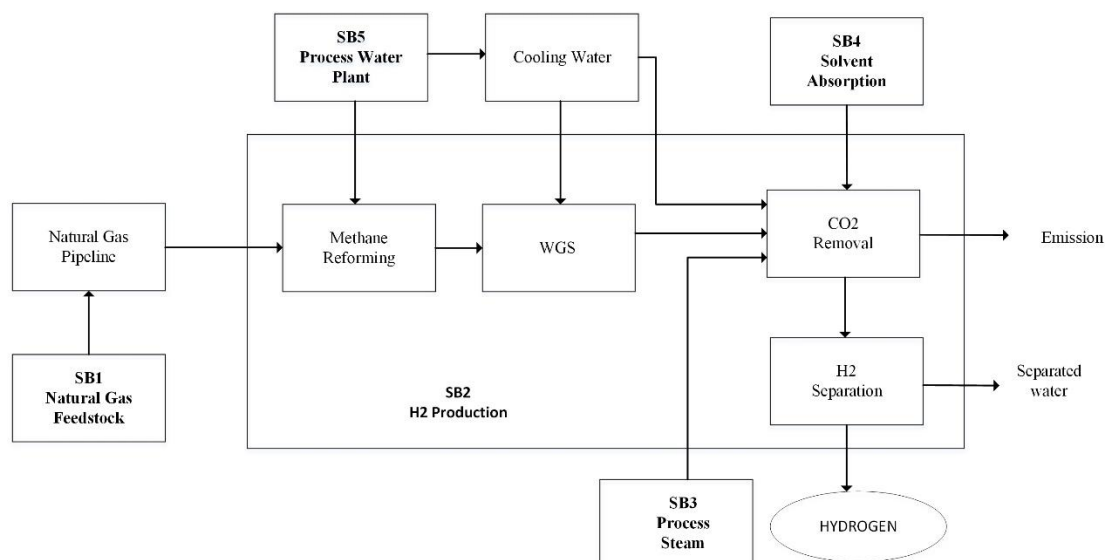 SB5
Process Water
Plant
Cooling Water
SB4
Solvent
Absorption
Natural Gas
Pipeline
Methane
Reforming
WGS
CO2
Removal
Emission
SB1
Natural Gas
Feedstock
SB2
H2 Production
H2
Separation
Separated
water
SB3
Process
Steam
HYDROGEN